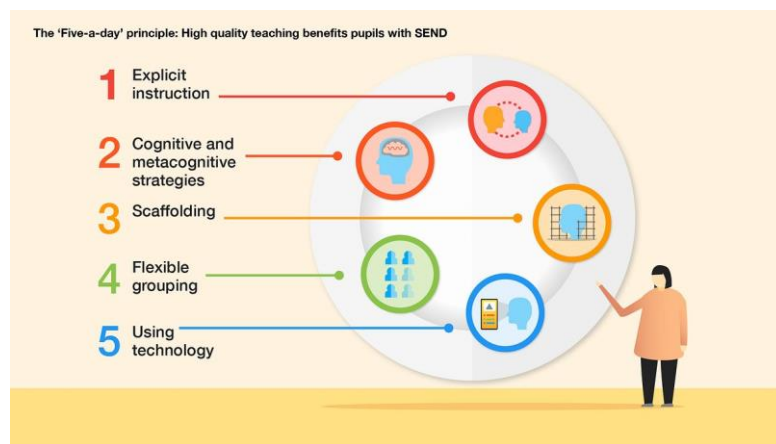 The ‘Five-a-day’ principle: High quality teaching benefits pupils with SEND
1 Explicit
instruction
2 Cognitive and
metacognitive
strategies
3 Scaffolding
4 Flexible
grouping
5 Using
technology